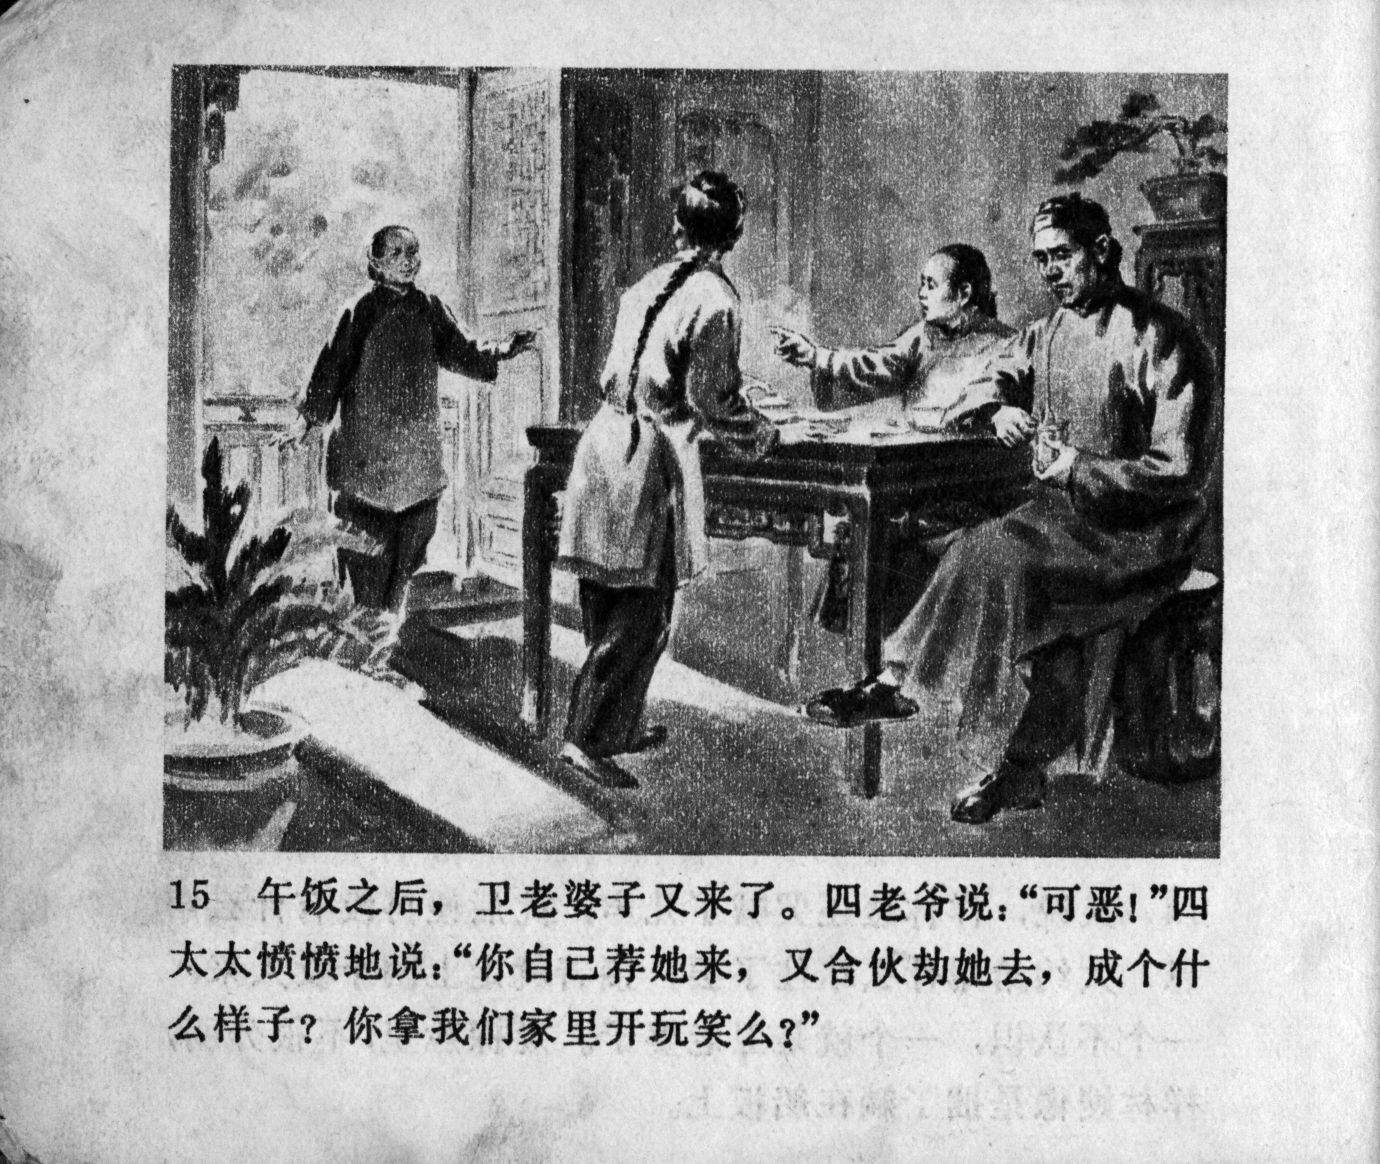 15 午饭之后，卫老婆子又来了。四老爷说：“可恶！”四
太太愤愤地说：“你自己荐她来，又合伙劫她去，成个什
么样子？你拿我们家里开玩笑么？”